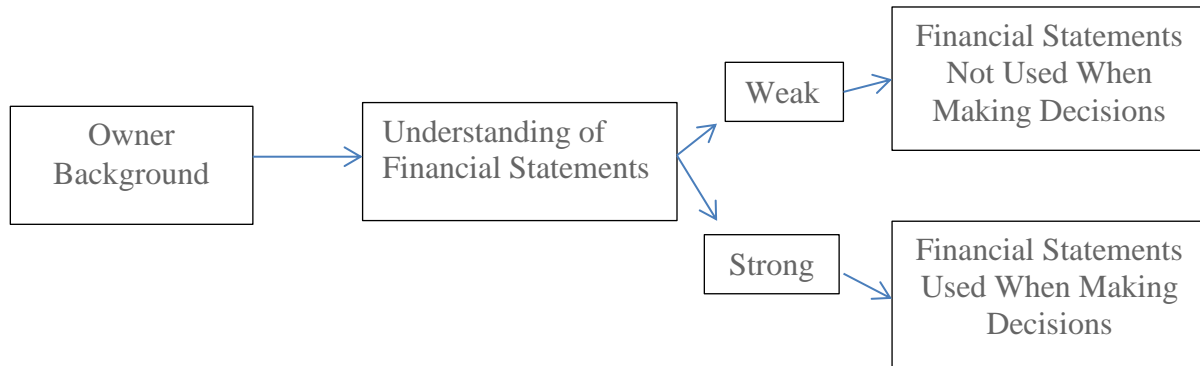 Owner
Background
Understanding of
Financial Statements
Weak
Strong
Financial Statements
Not Used When
Making Decisions
Financial Statements
Used When Making
Decisions